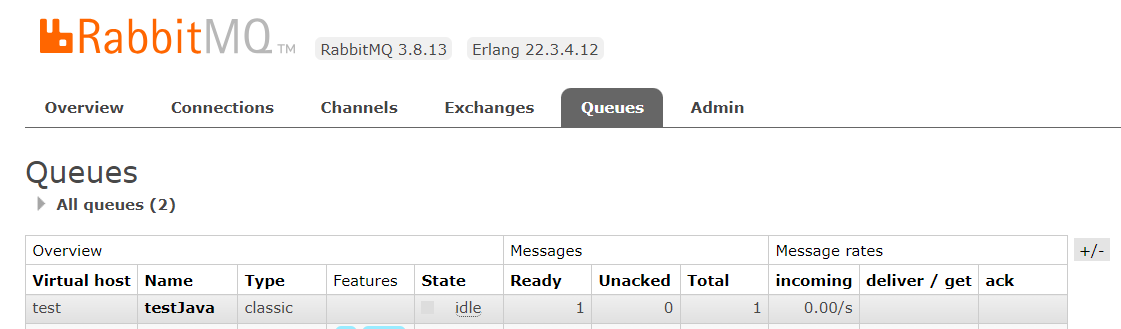 RabbitMQ TM RabbitMQ 3.8.13 Erlang 22.3.4.12
Overview Connections Channels Exchanges Queues Admin
Queues
All queues (2)
Overview Messages Message rates +/-
Virtual host Name Type Features State Ready Unacked Total incoming deliver / get ack
test testJava classic idle 1 0 1 0.00/s